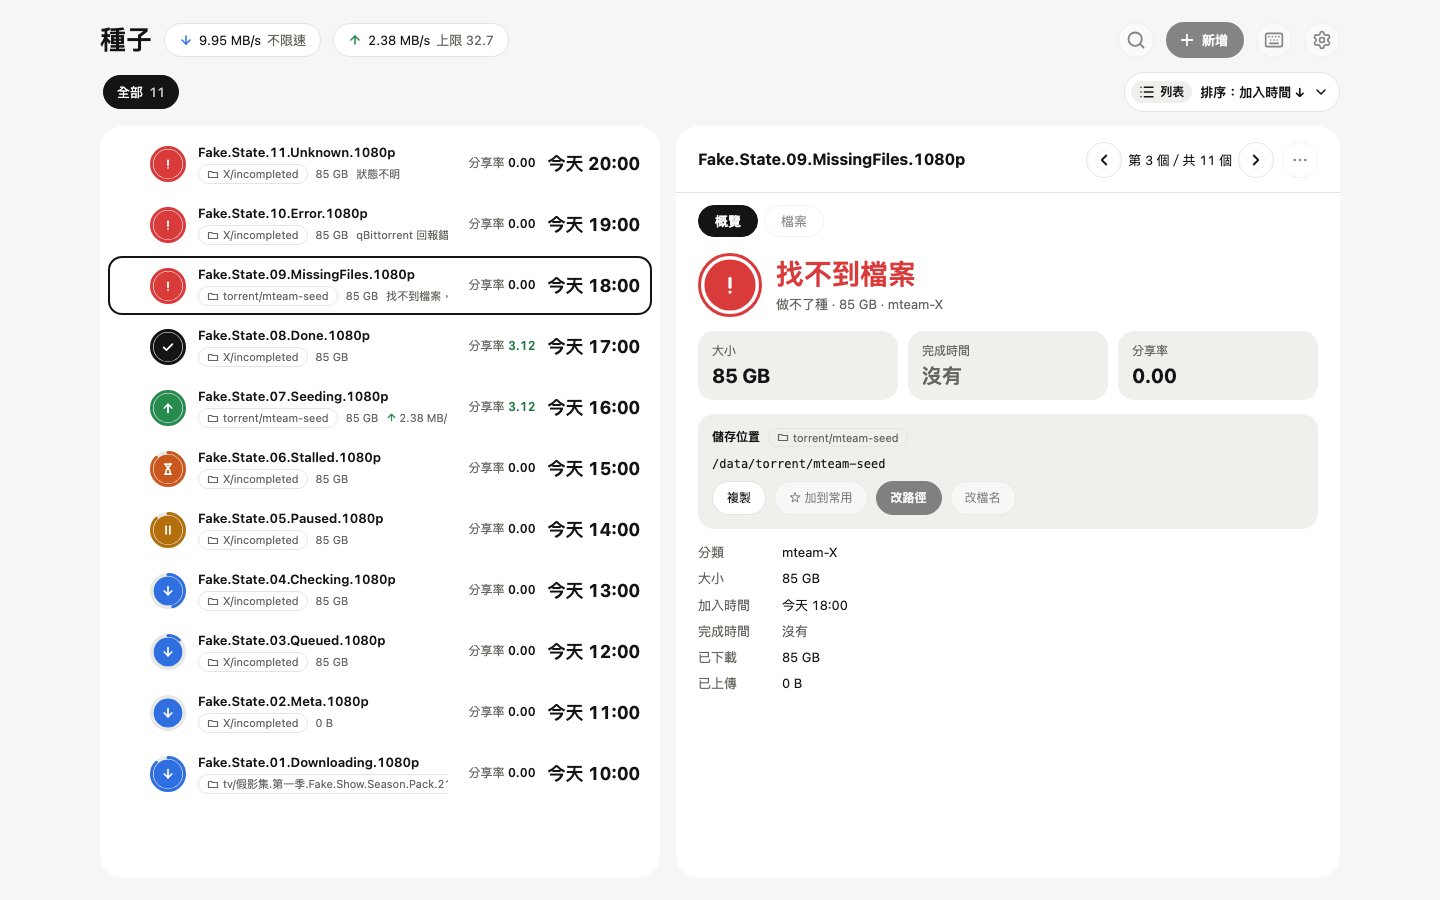 種子
9.95 MB/s 不限速
2.38 MB/s 上限 32.7
新增
全部 11
列表 排序：加入時間
Fake.State.11.Unknown.1080p
X/incompleted 85 GB 狀態不明
分享率 0.00 今天 20:00
Fake.State.10.Error.1080p
X/incompleted 85 GB qBittorrent 回報錯
分享率 0.00 今天 19:00
Fake.State.09.MissingFiles.1080p
torrent/mteam-seed 85 GB 找不到檔案，
分享率 0.00 今天 18:00
Fake.State.08.Done.1080p
X/incompleted 85 GB
分享率 3.12 今天 17:00
Fake.State.07.Seeding.1080p
torrent/mteam-seed 85 GB 2.38 MB/
分享率 3.12 今天 16:00
Fake.State.06.Stalled.1080p
X/incompleted 85 GB
分享率 0.00 今天 15:00
Fake.State.05.Paused.1080p
X/incompleted 85 GB
分享率 0.00 今天 14:00
Fake.State.04.Checking.1080p
X/incompleted 85 GB
分享率 0.00 今天 13:00
Fake.State.03.Queued.1080p
X/incompleted 85 GB
分享率 0.00 今天 12:00
Fake.State.02.Meta.1080p
X/incompleted 0 B
分享率 0.00 今天 11:00
Fake.State.01.Downloading.1080p
tv/假影集.第一季.Fake.Show.Season.Pack.
分享率 0.00 今天 10:00
Fake.State.09.MissingFiles.1080p
第 3 個 / 共 11 個
概覽 檔案
找不到檔案
做不了種 · 85 GB · mteam-X
大小
85 GB
完成時間
沒有
分享率
0.00
儲存位置 torrent/mteam-seed
/data/torrent/mteam-seed
複製 加到常用 改路徑 改檔名
分類 mteam-X
大小 85 GB
加入時間 今天 18:00
完成時間 沒有
已下載 85 GB
已上傳 0 B